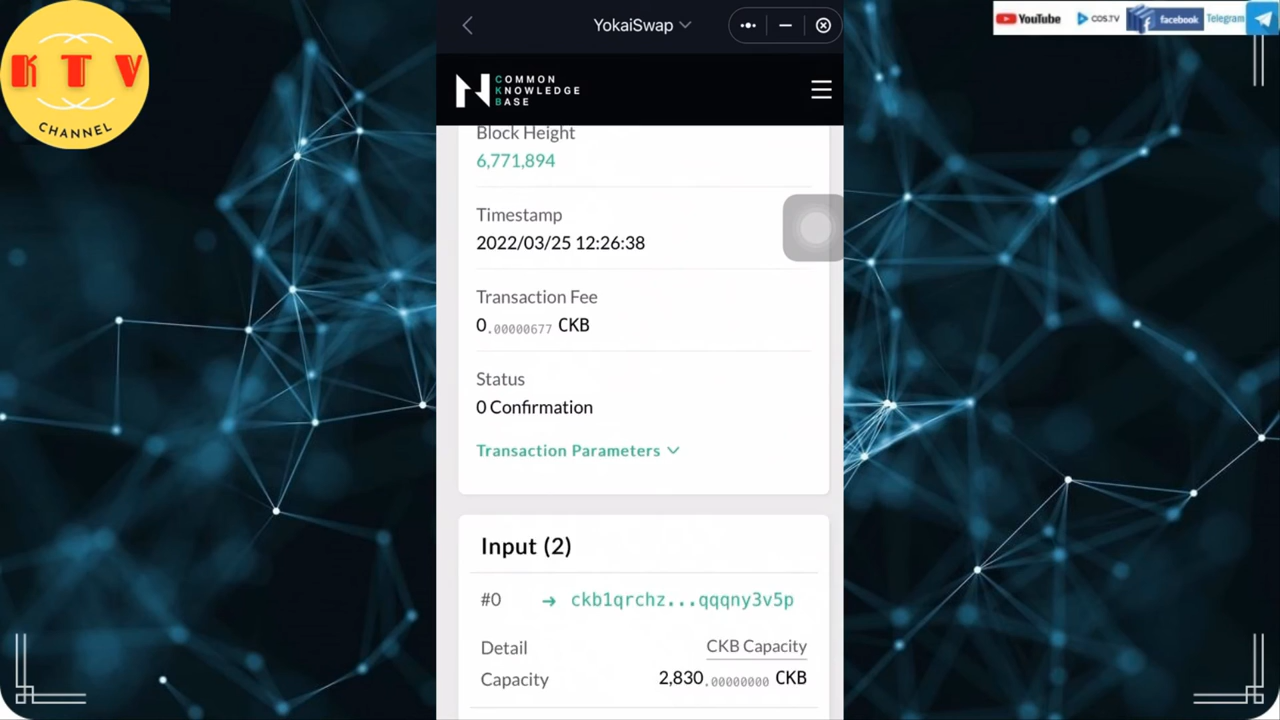 K T V
CHANNEL
YouTube
COS.TV
facebook
Telegram
YokaiSwap
COMMON
KNOWLEDGE
BASE
Block Height
6,771,894
Timestamp
2022/03/25 12:26:38
Transaction Fee
0.00000677 CKB
Status
0 Confirmation
Transaction Parameters
Input (2)
#0 → ckb1qrchz...qqqny3v5p
Detail CKB Capacity
Capacity 2,830.00000000 CKB